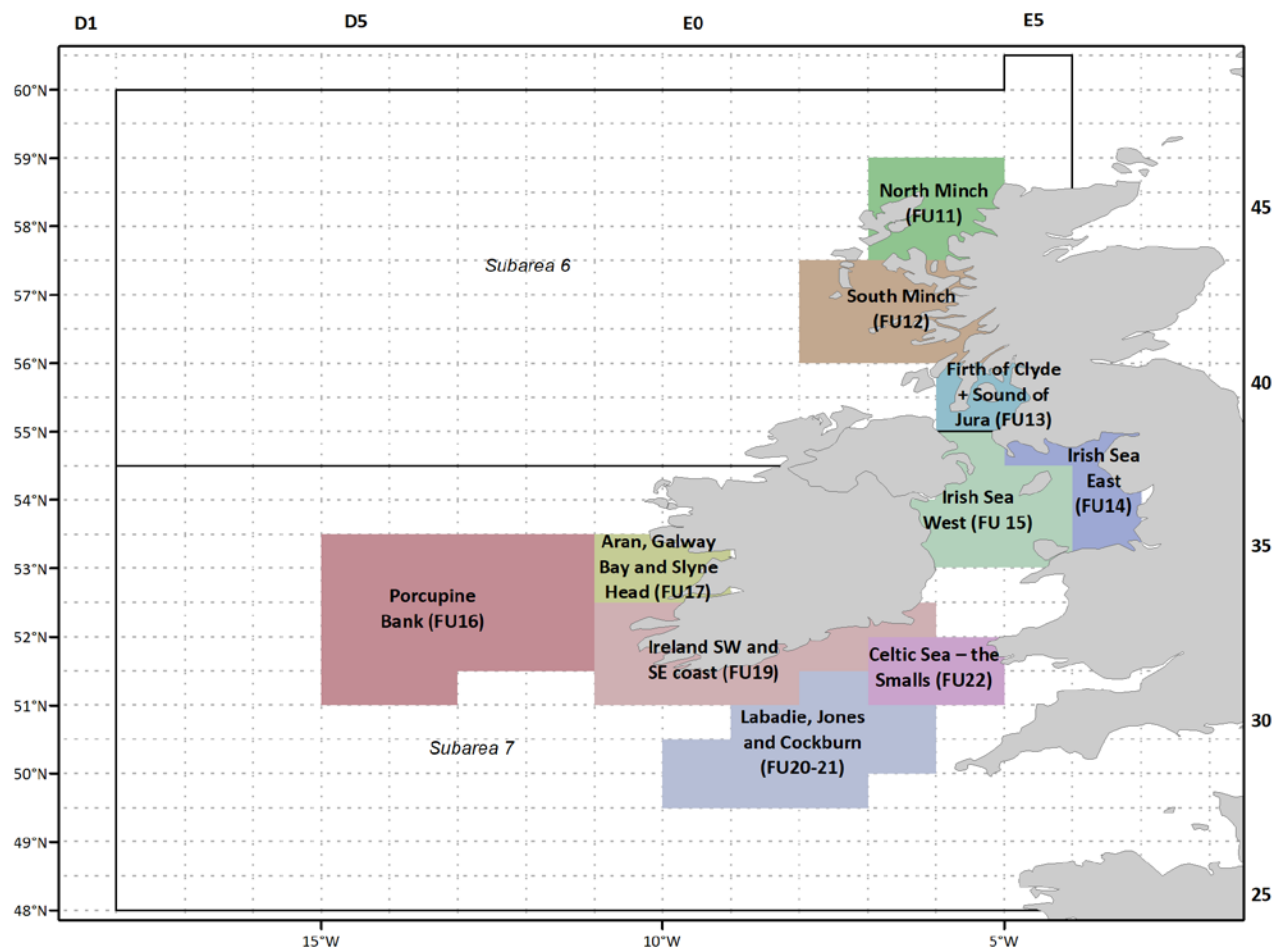 D1
D5
E0
E5
60°N
59°N
58°N
57°N
56°N
55°N
54°N
53°N
52°N
51°N
50°N
49°N
48°N
45
40
35
30
25
North Minch
(FU11)
Subarea 6
South Minch
(FU12)
Firth of Clyde
+ Sound of
Jura (FU13)
Irish Sea
East
(FU14)
Irish Sea
West (FU 15)
Aran, Galway
Bay and Slyne
Head (FU17)
Porcupine
Bank (FU16)
Ireland SW and
SE coast (FU19)
Celtic Sea – the
Smalls (FU22)
Labadie, Jones
and Cockburn
(FU20-21)
Subarea 7
15°W
10°W
5°W